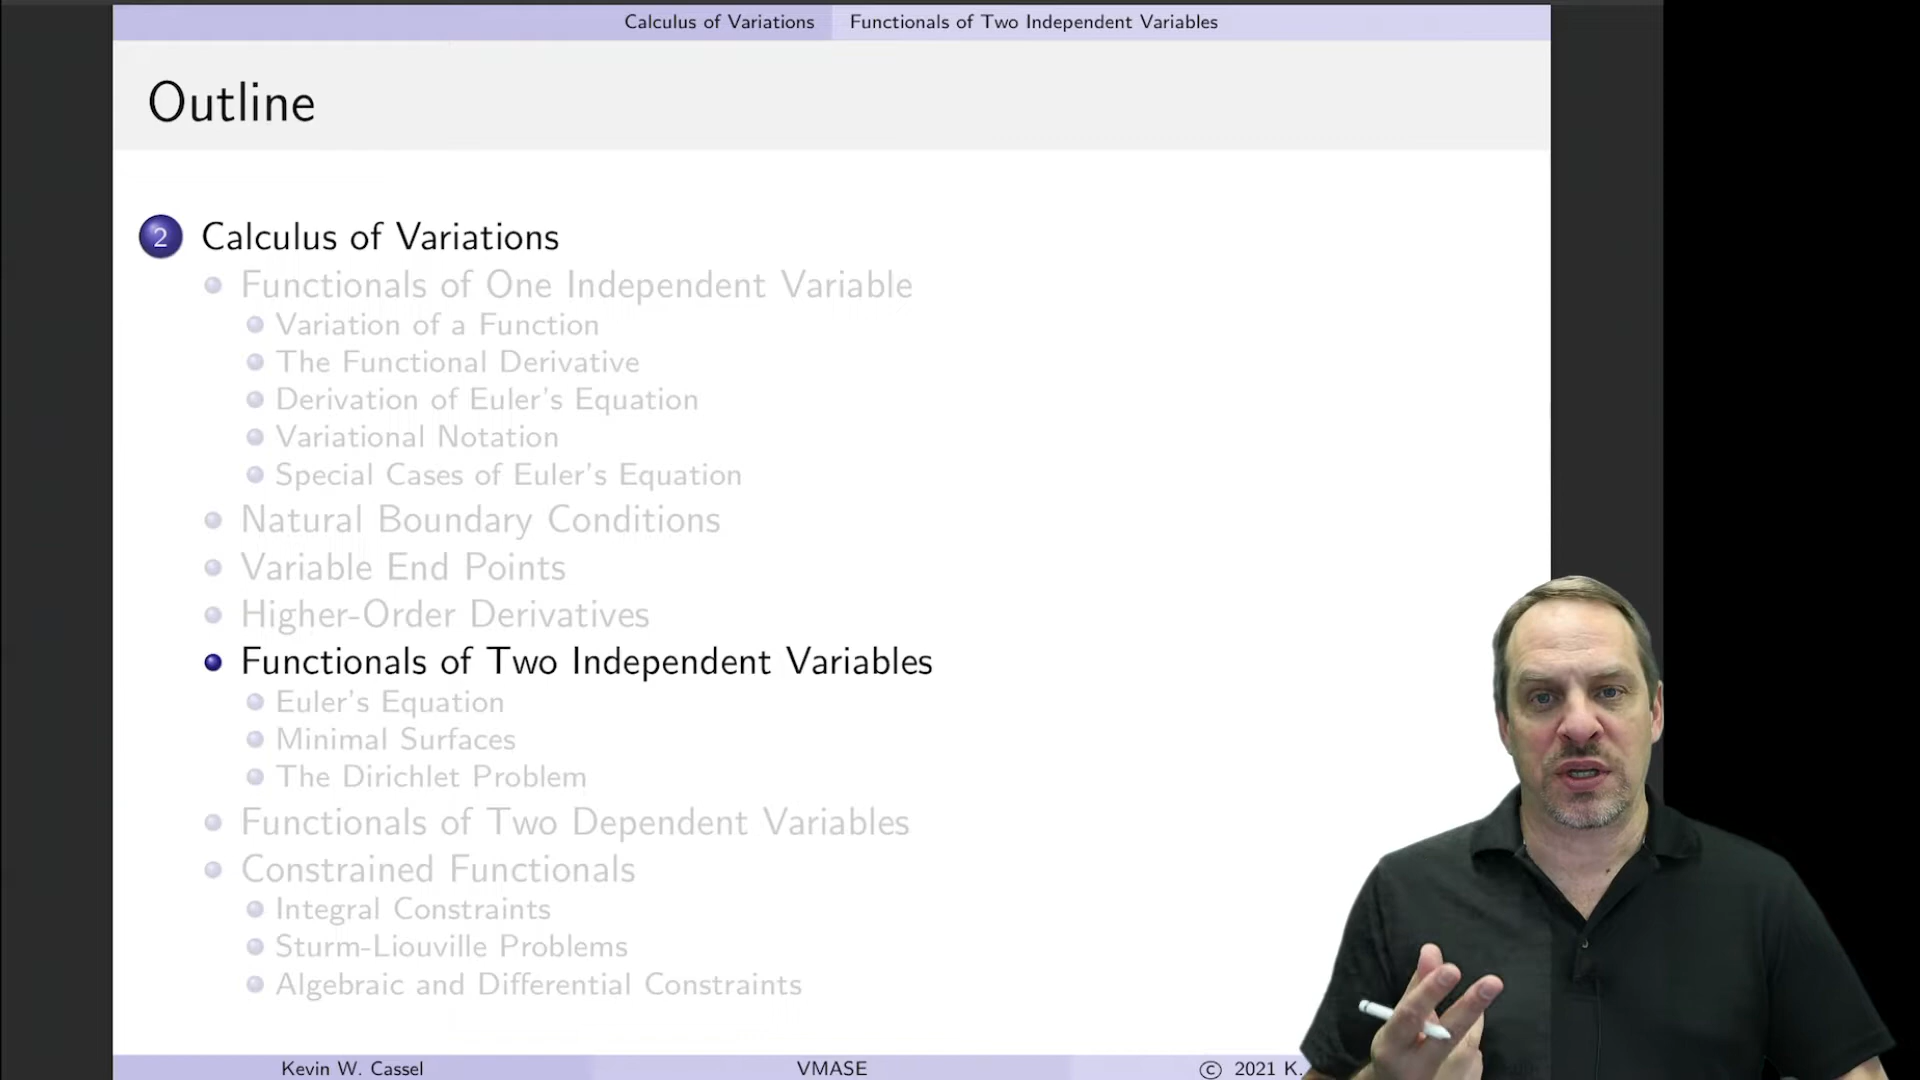 Calculus of Variations Functionals of Two Independent Variables
Outline
2 Calculus of Variations
Functionals of One Independent Variable
Variation of a Function
The Functional Derivative
Derivation of Euler's Equation
Variational Notation
Special Cases of Euler's Equation
Natural Boundary Conditions
Variable End Points
Higher-Order Derivatives
Functionals of Two Independent Variables
Euler's Equation
Minimal Surfaces
The Dirichlet Problem
Functionals of Two Dependent Variables
Constrained Functionals
Integral Constraints
Sturm-Liouville Problems
Algebraic and Differential Constraints
Kevin W. Cassel VMASE © 2021 K.